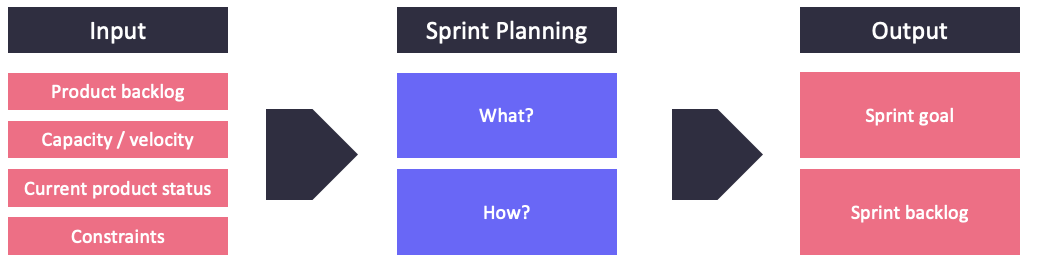 Input
Product backlog
Capacity / velocity
Current product status
Constraints
Sprint Planning
What?
How?
Output
Sprint goal
Sprint backlog